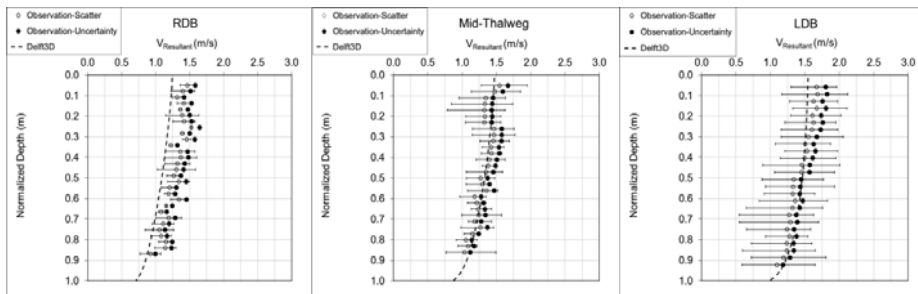 Observation-Scatter
Observation-Uncertainty
Delft3D
RDB
VResultant (m/s)
0.0 0.5 1.0 1.5 2.0 2.5 3.0
Normalized Depth (m/m)
0.0
0.1
0.2
0.3
0.4
0.5
0.6
0.7
0.8
0.9
1.0
Observation-Scatter
Observation-Uncertainty
Delft3D
Mid-Thalweg
VResultant (m/s)
0.0 0.5 1.0 1.5 2.0 2.5 3.0
Normalized Depth (m/m)
0.0
0.1
0.2
0.3
0.4
0.5
0.6
0.7
0.8
0.9
1.0
Observation-Scatter
Observation-Uncertainty
Delft3D
LDB
VResultant (m/s)
0.0 0.5 1.0 1.5 2.0 2.5 3.0
Normalized Depth (m/m)
0.0
0.1
0.2
0.3
0.4
0.5
0.6
0.7
0.8
0.9
1.0